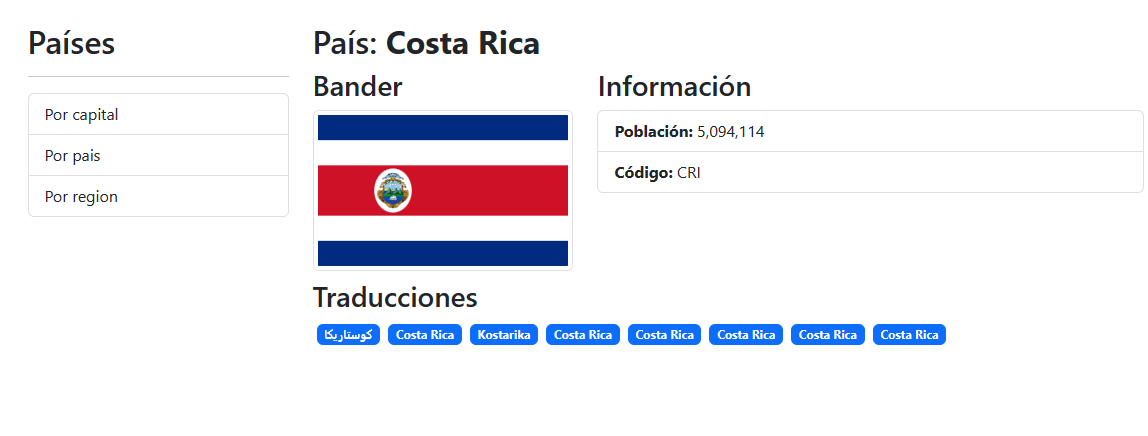 Países
Por capital
Por pais
Por region
País: Costa Rica
Bander
Información
Población: 5,094,114
Código: CRI
Traducciones
كوستاريكا Costa Rica Kostarika Costa Rica Costa Rica Costa Rica Costa Rica Costa Rica